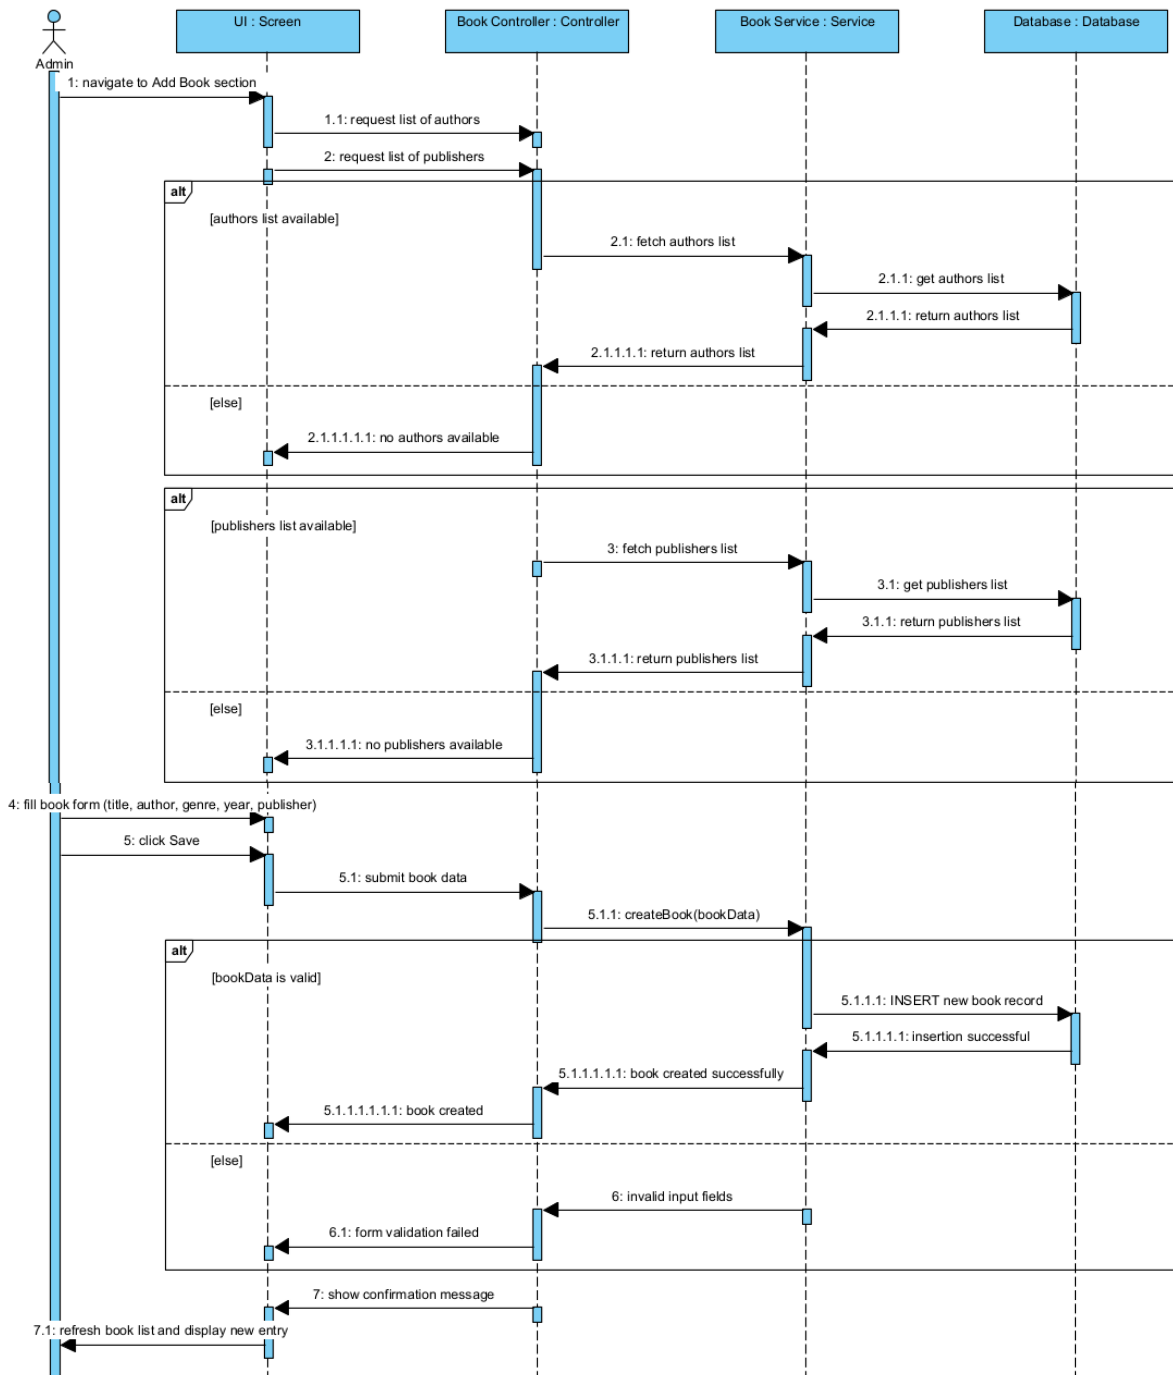 UI : Screen
Book Controller : Controller
Book Service : Service
Database : Database
Admin
1: navigate to Add Book section
1.1: request list of authors
2: request list of publishers
alt
[authors list available]
2.1: fetch authors list
2.1.1: get authors list
2.1.1.1: return authors list
2.1.1.1.1: return authors list
[else]
2.1.1.1.1.1: no authors available
alt
[publishers list available]
3: fetch publishers list
3.1: get publishers list
3.1.1: return publishers list
3.1.1.1: return publishers list
[else]
3.1.1.1.1: no publishers available
4: fill book form (title, author, genre, year, publisher)
5: click Save
5.1: submit book data
5.1.1: createBook(bookData)
alt
[bookData is valid]
5.1.1.1: INSERT new book record
5.1.1.1.1: insertion successful
5.1.1.1.1.1: book created successfully
5.1.1.1.1.1.1: book created
[else]
6: invalid input fields
6.1: form validation failed
7: show confirmation message
7.1: refresh book list and display new entry